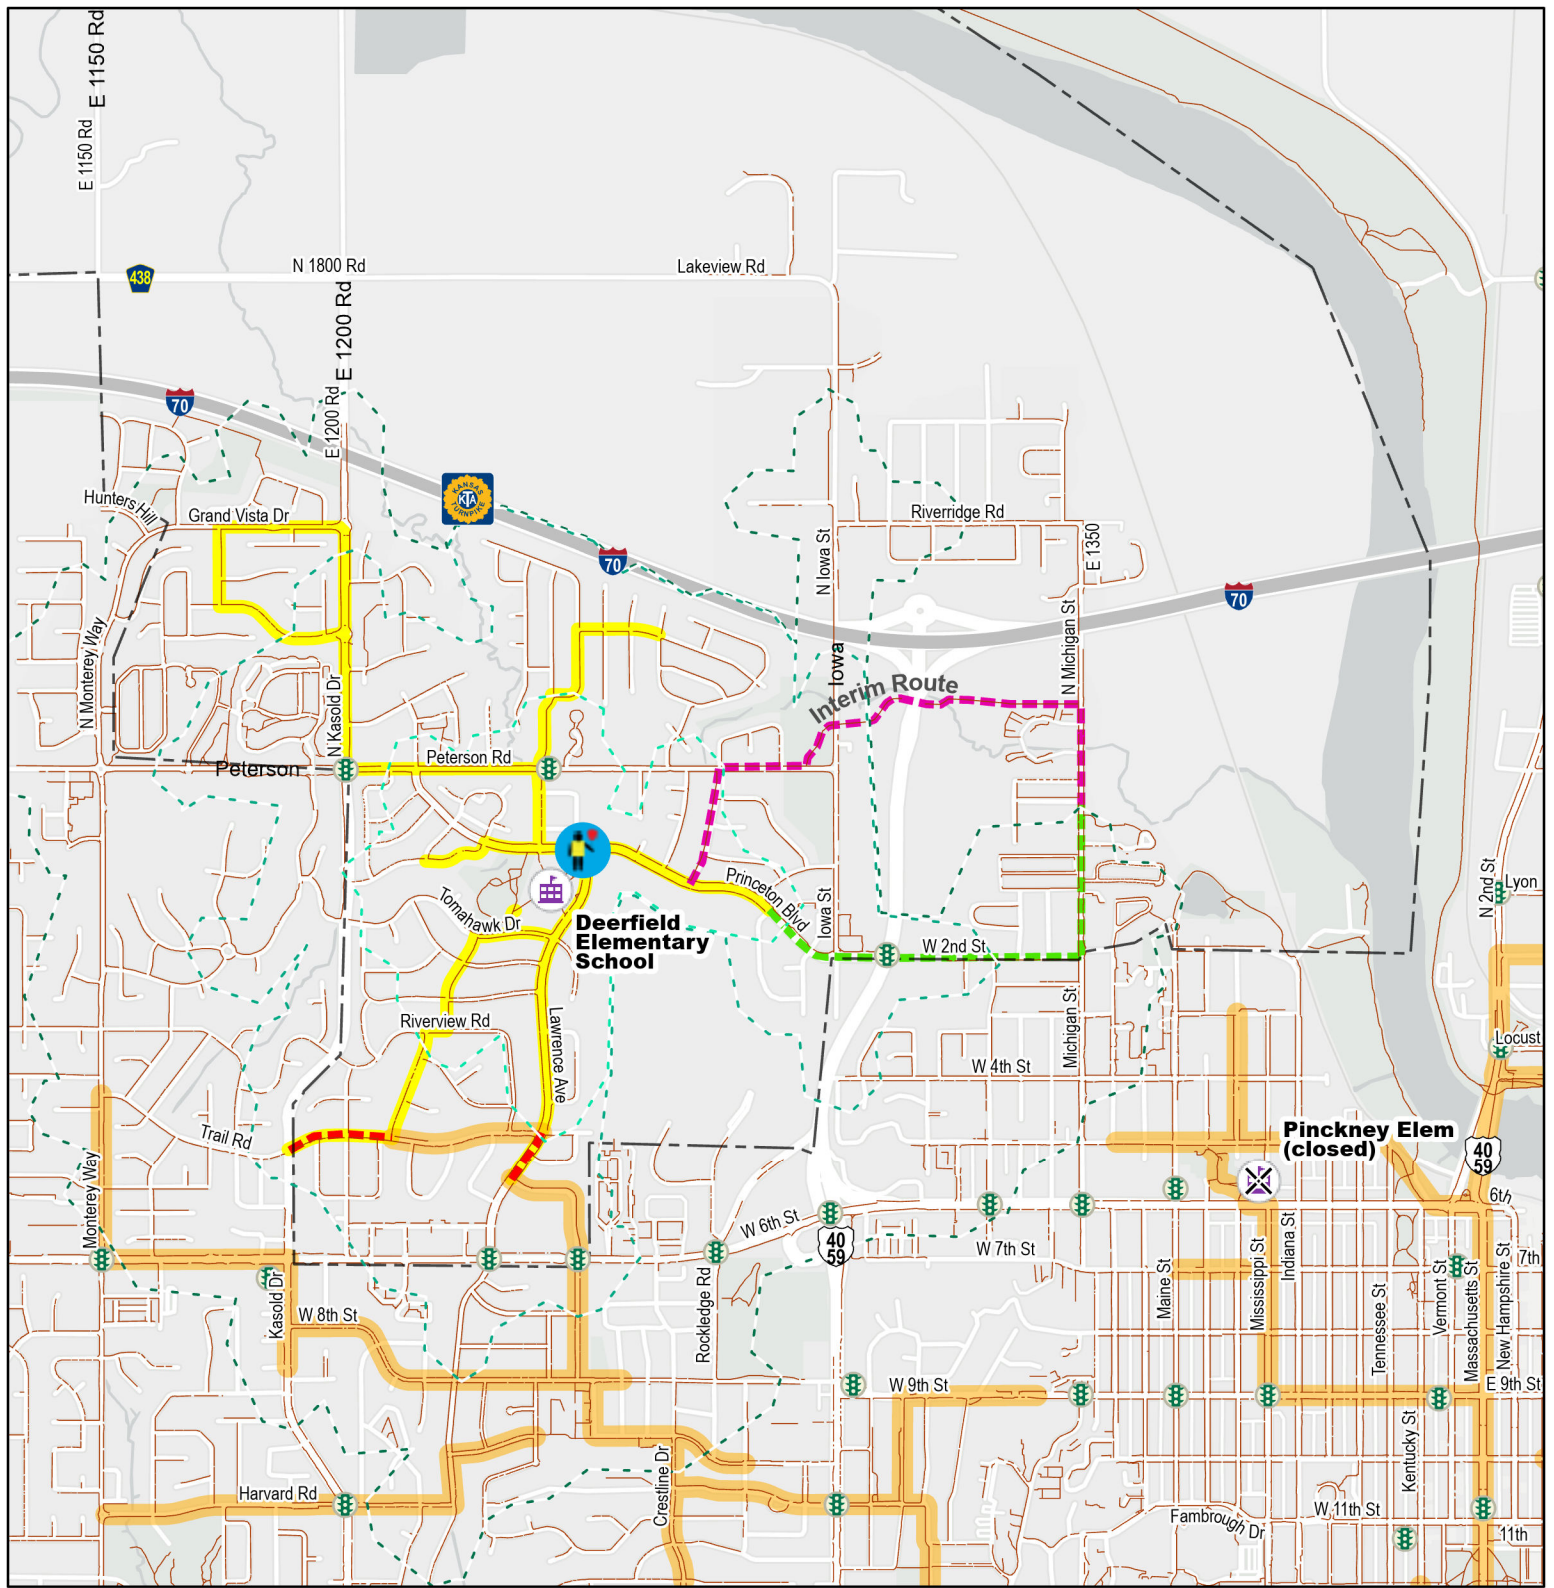 E 1150 Rd
E 1150 Rd
438
N 1800 Rd
Lakeview Rd
E 1200 Rd
E 1200 Rd
70
KANSAS
KTA
TURNPIKE
Hunters Hill
Grand Vista Dr
Riverridge Rd
E 1350
N Iowa St
70
70
N Michigan St
N Monterey Way
N Kasold Dr
Iowa
Interim Route
Peterson Rd
Peterson
Princeton Blvd
Iowa St
Tomahawk Dr
Deerfield
Elementary
School
W 2nd St
N 2nd St
Lyon
Riverview Rd
Lawrence Ave
Michigan St
W 4th St
Locust
Trail Rd
Pinckney Elem
(closed)
40
59
Monterey Way
W 6th St
6th
40
59
W 7th St
7th
Kasold Dr
W 8th St
Rockledge Rd
Maine St
Mississippi St
Indiana St
Tennessee St
Vermont St
Massachusetts St
New Hampshire St
W 9th St
E 9th St
Crestline Dr
Kentucky St
Harvard Rd
Fambrough Dr
W 11th St
11th